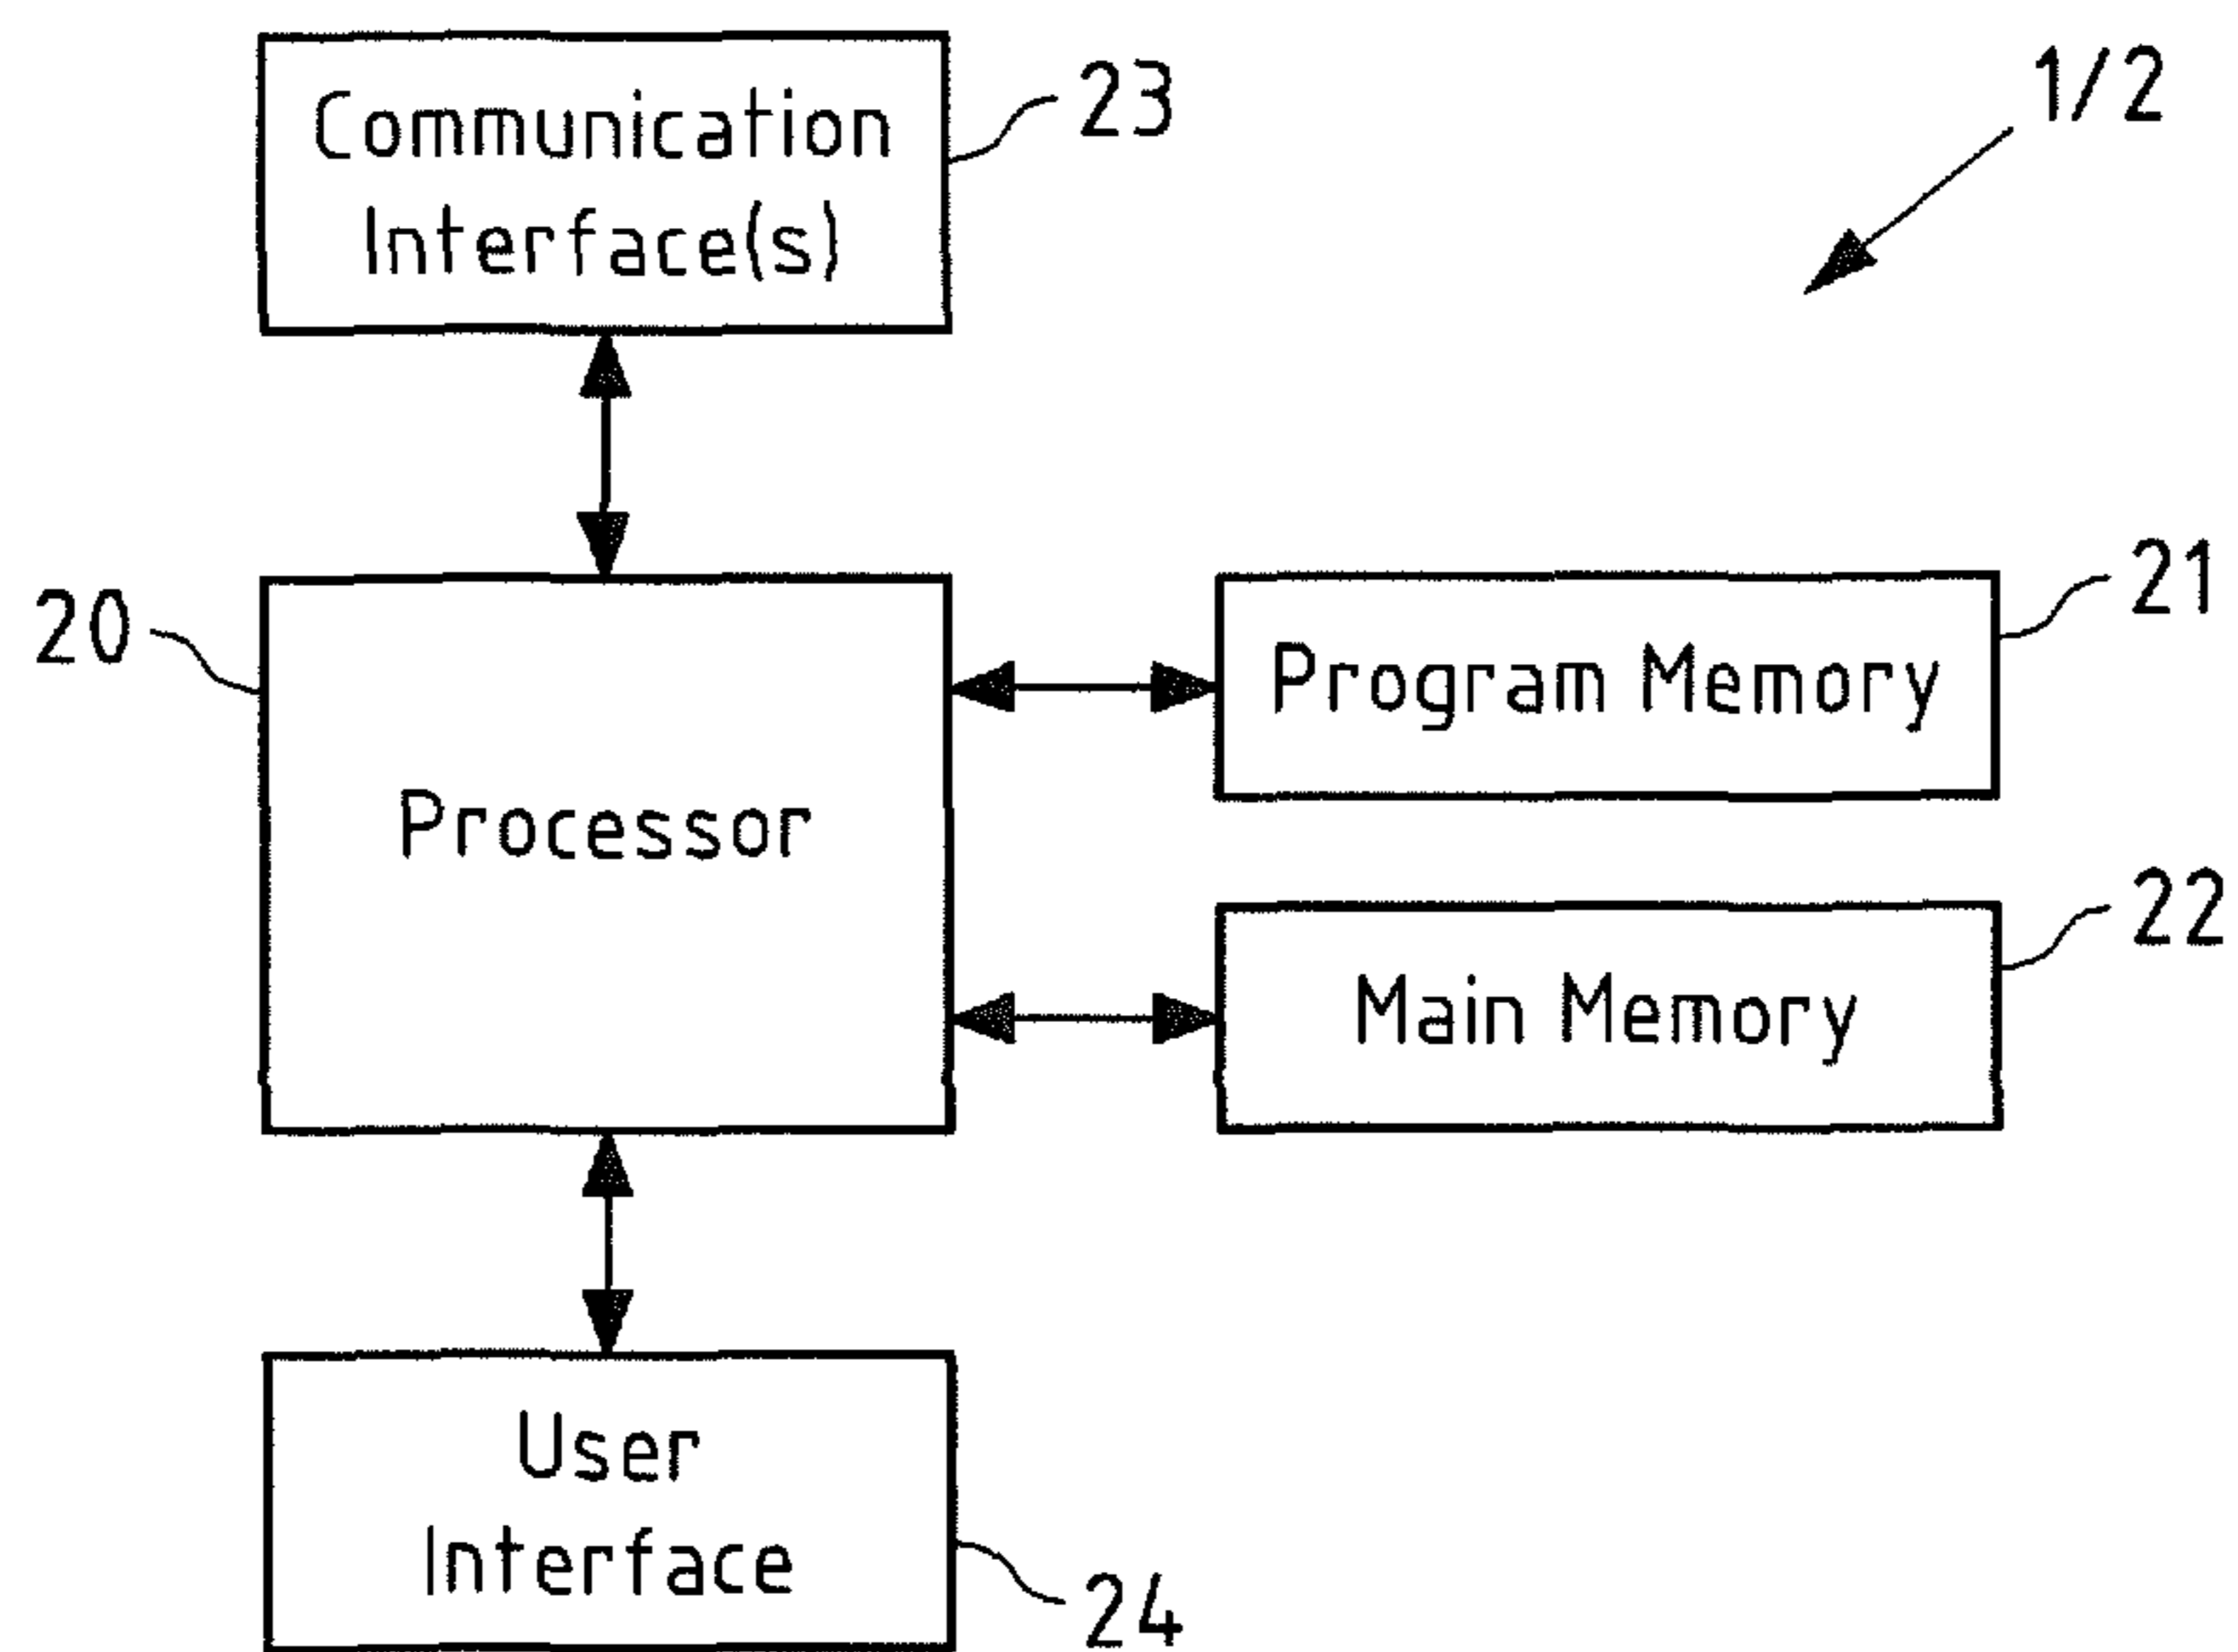 Communication
Interface(s)
23
1/2
20
Processor
Program Memory
21
Main Memory
22
User
Interface
24